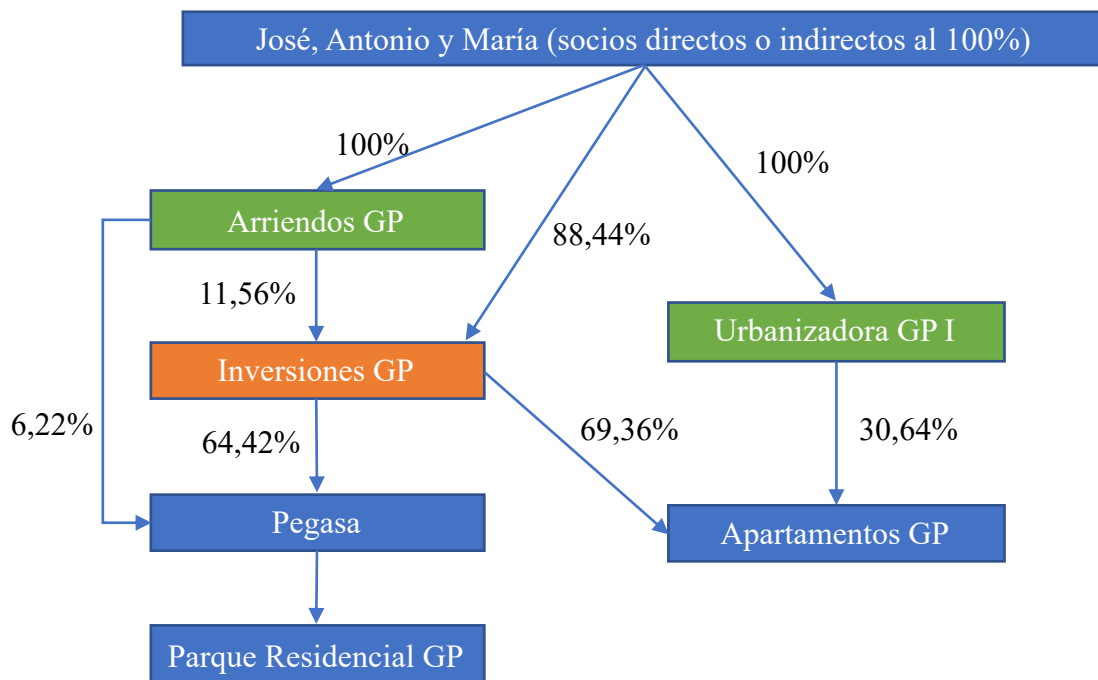 José, Antonio y María (socios directos o indirectos al 100%)
100%
100%
Arriendos GP
88,44%
11,56%
Urbanizadora GP I
Inversiones GP
6,22%
64,42%
69,36%
30,64%
Pegasa
Apartamentos GP
Parque Residencial GP